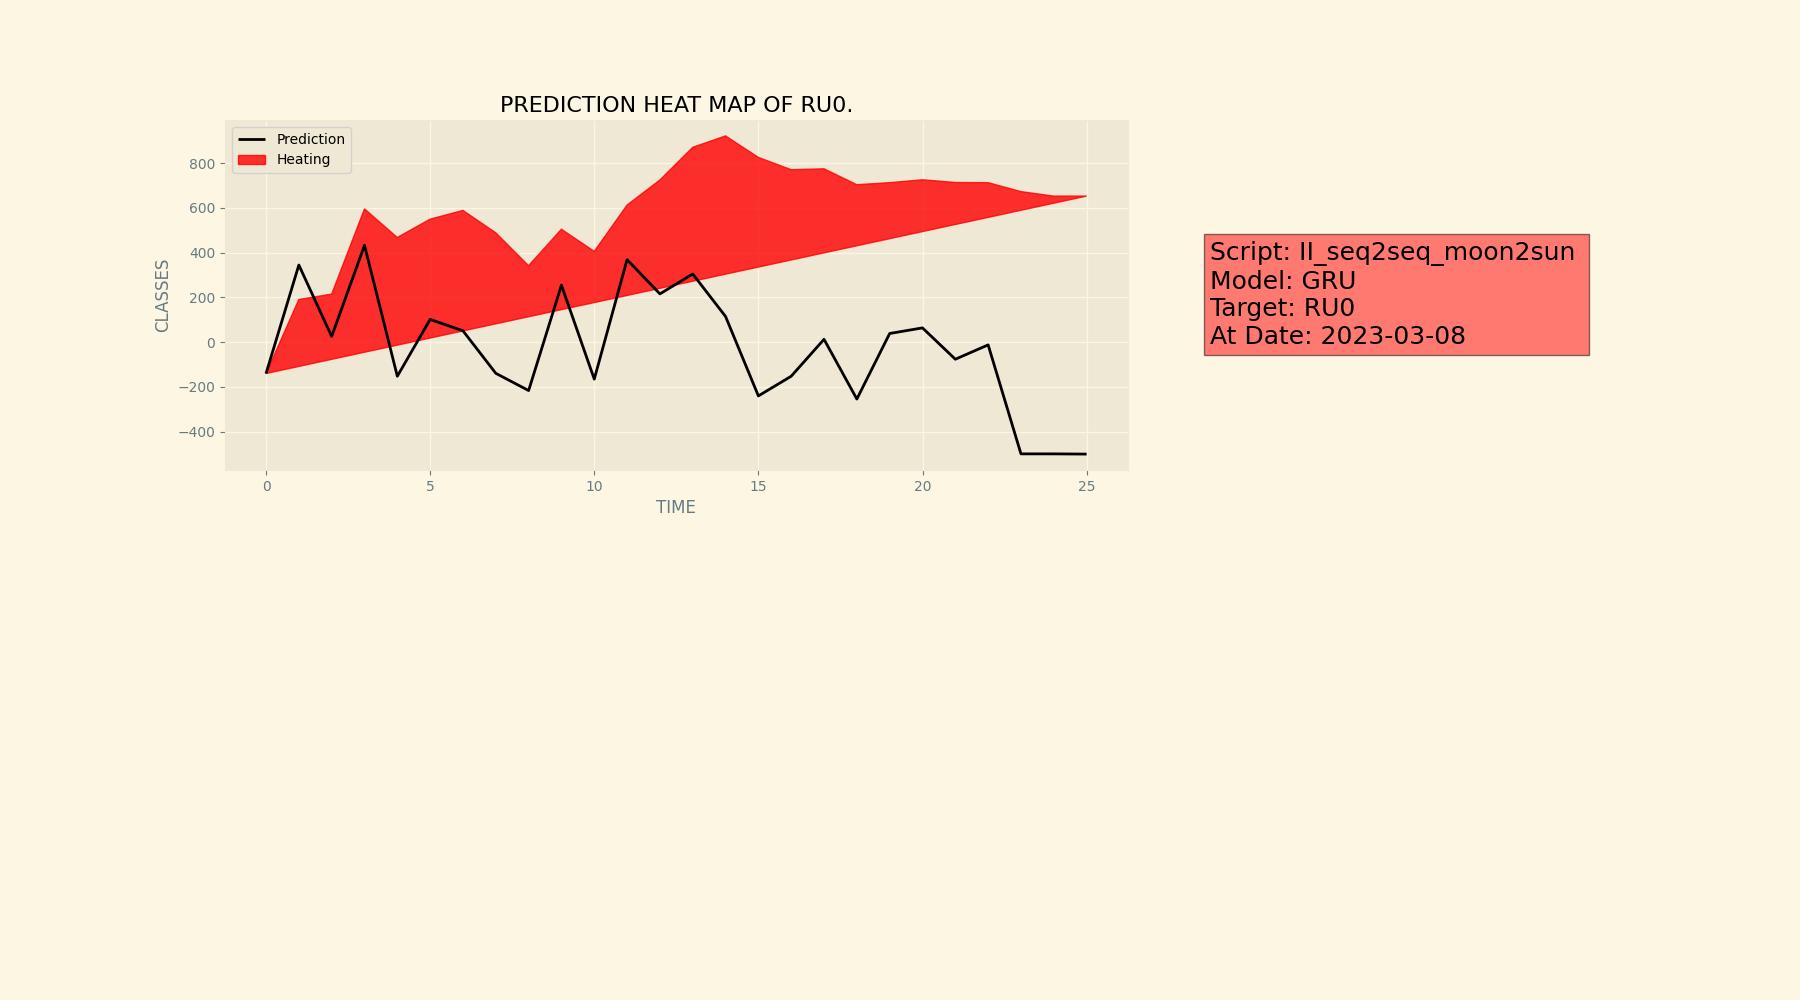 PREDICTION HEAT MAP OF RU0.
Prediction
Heating
CLASSES
800
600
400
200
0
−200
−400
0 5 10 15 20 25
TIME
Script: II_seq2seq_moon2sun
Model: GRU
Target: RU0
At Date: 2023-03-08